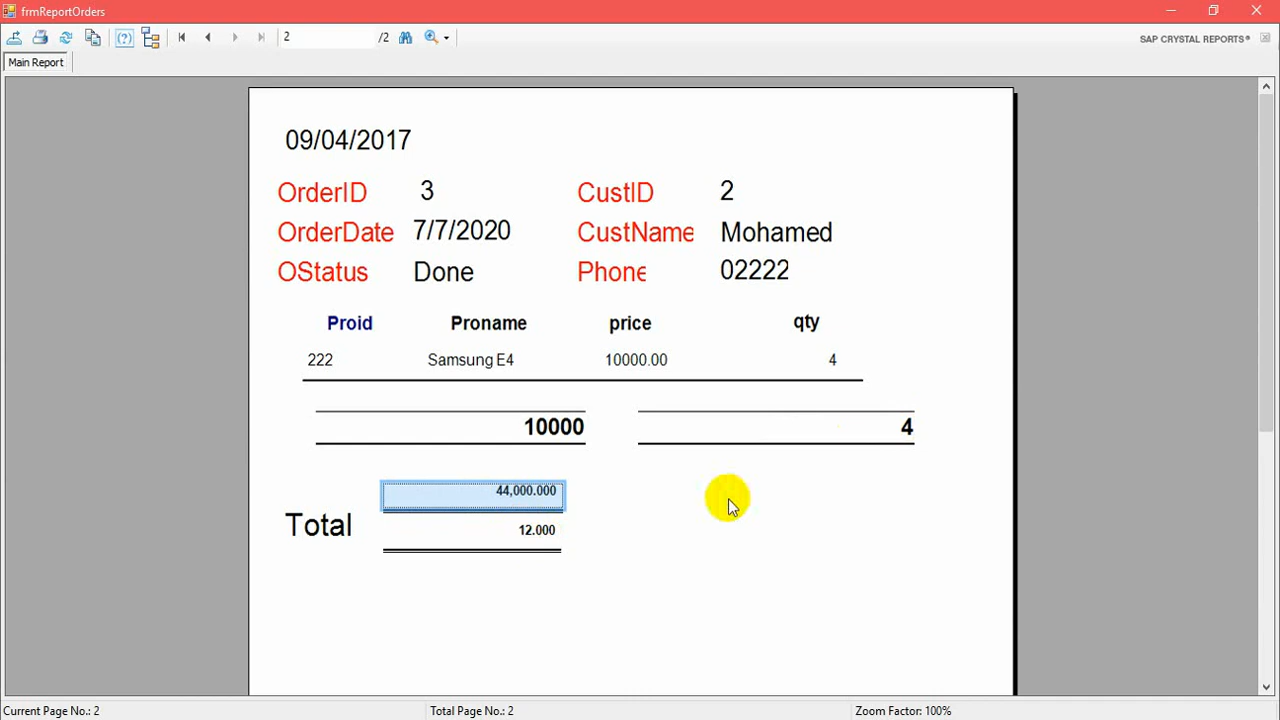 frmReportOrders
2 /2
SAP CRYSTAL REPORTS®
Main Report
09/04/2017
OrderID 3 CustID 2
OrderDate 7/7/2020 CustName Mohamed
OStatus Done Phone 02222
Proid Proname price qty
222 Samsung E4 10000.00 4
10000 4
44,000.000
Total 12.000
Current Page No.: 2 Total Page No.: 2 Zoom Factor: 100%